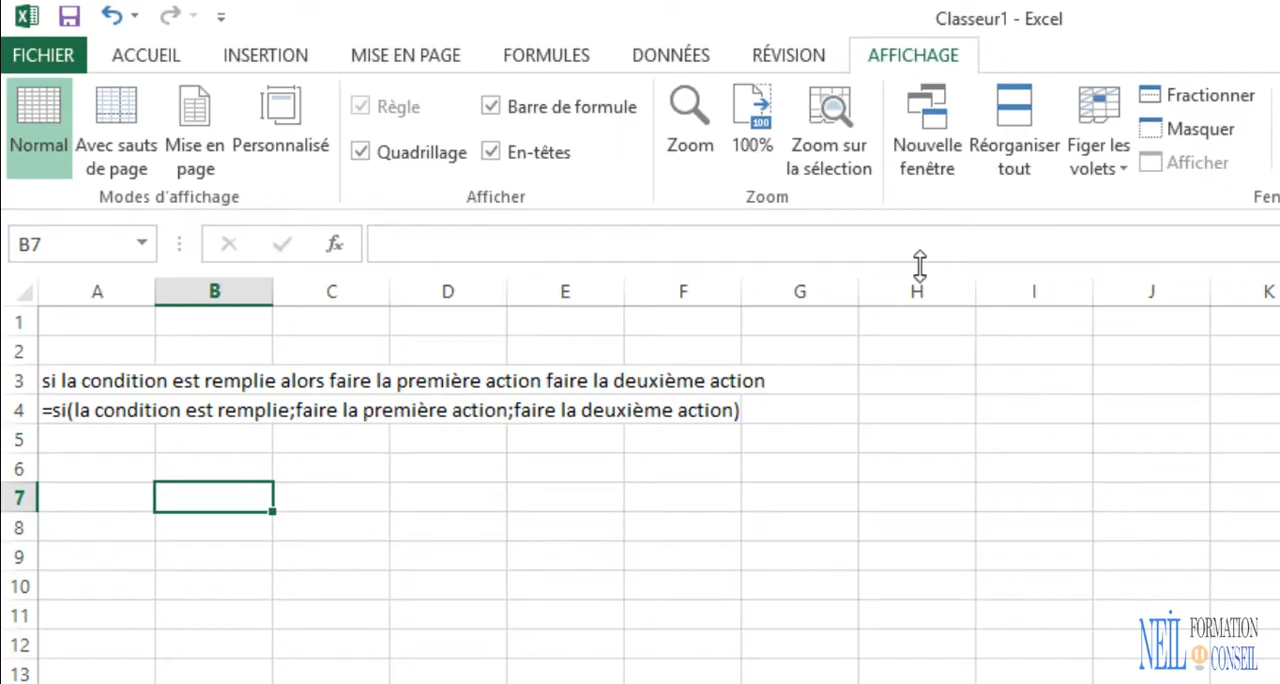 Classeur1 - Excel
FICHIER ACCUEIL INSERTION MISE EN PAGE FORMULES DONNÉES RÉVISION AFFICHAGE
Normal
Avec sauts
de page
Mise en
page
Personnalisé
Modes d'affichage
Règle
Barre de formule
Quadrillage
En-têtes
Afficher
Zoom
100
100%
Zoom sur
la sélection
Zoom
Nouvelle
fenêtre
Réorganiser
tout
Figer les
volets
Fractionner
Masquer
Afficher
Fen
B7
fx
A B C D E F G H I J K
1
2
3 si la condition est remplie alors faire la première action faire la deuxième action
4 =si(la condition est remplie;faire la première action;faire la deuxième action)
5
6
7
8
9
10
11
12
13
NEIL FORMATION
CONSEIL